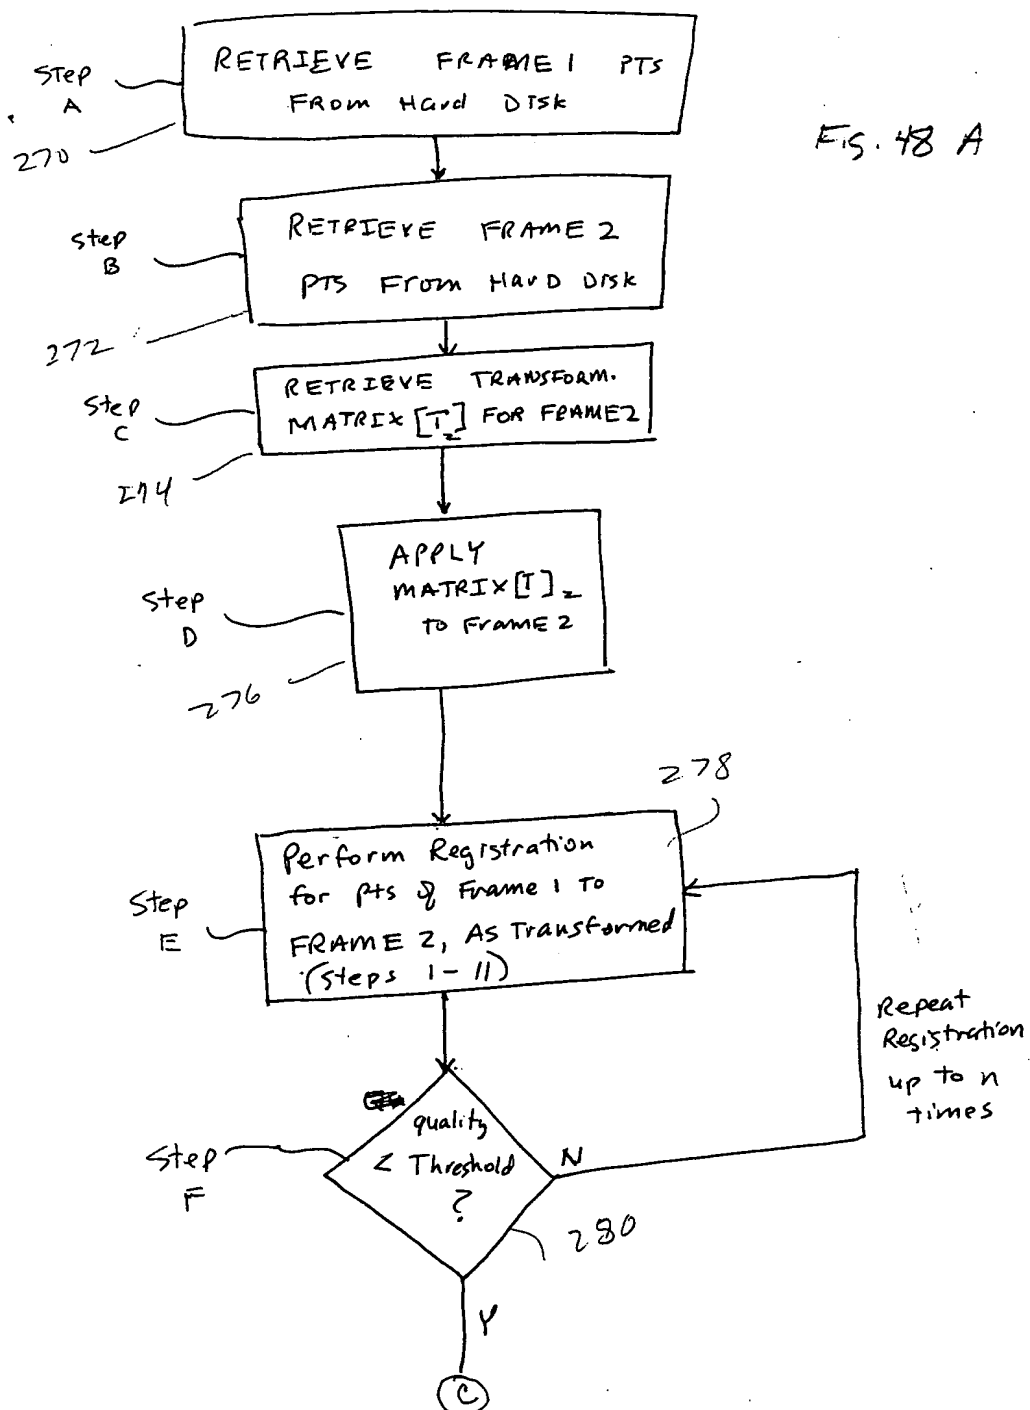 Fig. 48 A
Step
A
270
RETRIEVE FRAME 1 PTS
FROM Hard DISK
Step
B
272
RETRIEVE FRAME 2
PTS FROM HARD DISK
Step
C
274
RETRIEVE TRANSFORM.
MATRIX [T2] FOR FRAME 2
Step
D
276
APPLY
MATRIX [T]2
TO FRAME 2
278
Step
E
Perform Registration
for pts of Frame 1 To
FRAME 2, As Transformed
(steps 1-11)
Repeat
Registration
up to n
times
Step
F
quality
< Threshold
?
N
280
Y
C